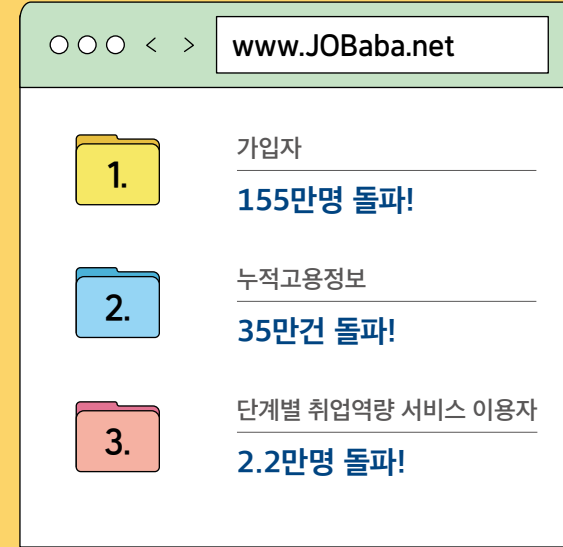 www.JOBaba.net
1.
가입자
155만명 돌파!
2.
누적고용정보
35만건 돌파!
3.
단계별 취업역량 서비스 이용자
2.2만명 돌파!